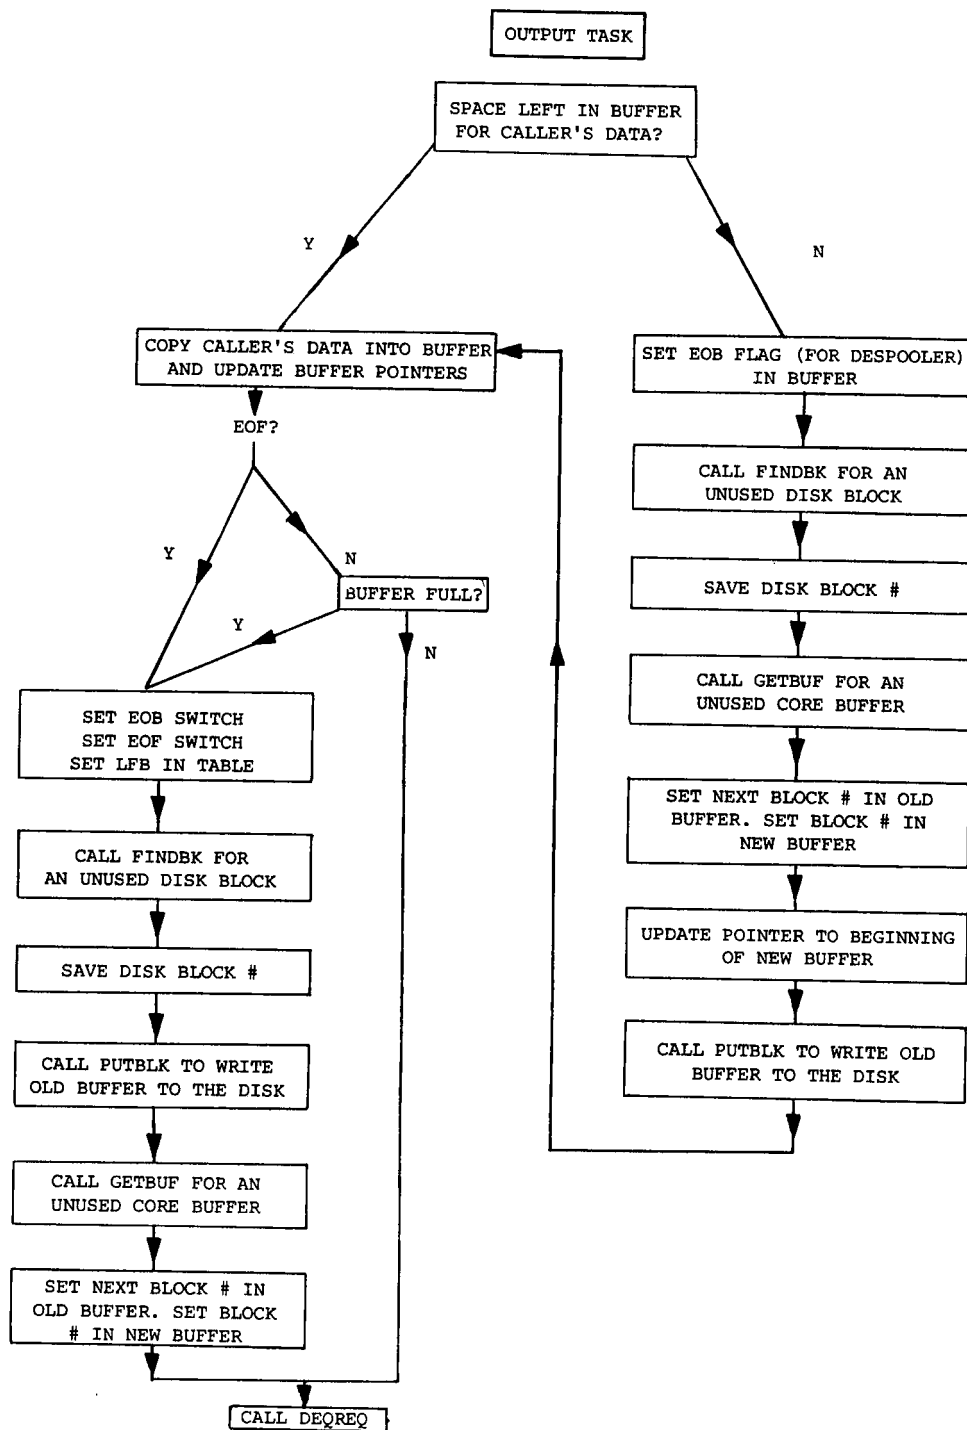 OUTPUT TASK
SPACE LEFT IN BUFFER
FOR CALLER'S DATA?
Y
N
COPY CALLER'S DATA INTO BUFFER
AND UPDATE BUFFER POINTERS
EOF?
Y
N
BUFFER FULL?
Y
N
SET EOB SWITCH
SET EOF SWITCH
SET LFB IN TABLE
CALL FINDBK FOR
AN UNUSED DISK BLOCK
SAVE DISK BLOCK #
CALL PUTBLK TO WRITE
OLD BUFFER TO THE DISK
CALL GETBUF FOR AN
UNUSED CORE BUFFER
SET NEXT BLOCK # IN
OLD BUFFER. SET BLOCK
# IN NEW BUFFER
SET EOB FLAG (FOR DESPOOLER)
IN BUFFER
CALL FINDBK FOR AN
UNUSED DISK BLOCK
SAVE DISK BLOCK #
CALL GETBUF FOR AN
UNUSED CORE BUFFER
SET NEXT BLOCK # IN OLD
BUFFER. SET BLOCK # IN
NEW BUFFER
UPDATE POINTER TO BEGINNING
OF NEW BUFFER
CALL PUTBLK TO WRITE OLD
BUFFER TO THE DISK
CALL DEQREQ